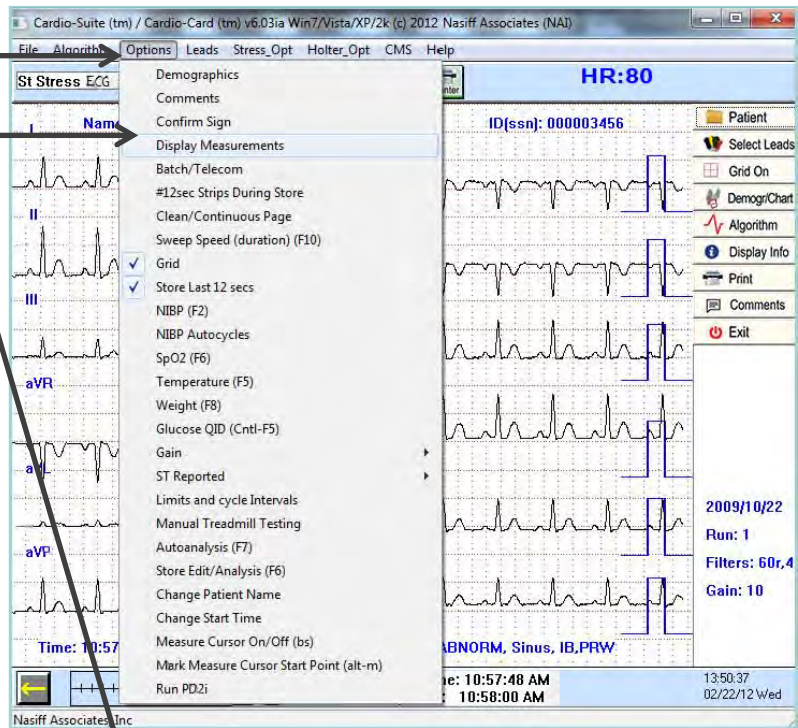 Cardio-Suite (tm) / Cardio-Card (tm) v6.03ia Win7/Vista/XP/2k (c) 2012 Nasiff Associates (NAI)
File Algorithm Options Leads Stress_Opt Holter_Opt CMS Help
St Stress ECG
HR:80
Name
ID(ssn): 000003456
I
II
III
aVR
aVL
aVF
Demographics
Comments
Confirm Sign
Display Measurements
Batch/Telecom
#12sec Strips During Store
Clean/Continuous Page
Sweep Speed (duration) (F10)
Grid
Store Last 12 secs
NIBP (F2)
NIBP Autocycles
SpO2 (F6)
Temperature (F5)
Weight (F8)
Glucose QID (Cntl-F5)
Gain
ST Reported
Limits and cycle Intervals
Manual Treadmill Testing
Autoanalysis (F7)
Store Edit/Analysis (F6)
Change Patient Name
Change Start Time
Measure Cursor On/Off (bs)
Mark Measure Cursor Start Point (alt-m)
Run PD2i
Patient
Select Leads
Grid On
Demogr/Chart
Algorithm
Display Info
Print
Comments
Exit
2009/10/22
Run: 1
Filters: 60r,4
Gain: 10
Time: 10:57
ABNORM, Sinus, IB,PRW
10:57:48 AM
10:58:00 AM
13:50:37
02/22/12 Wed
Nasiff Associates Inc